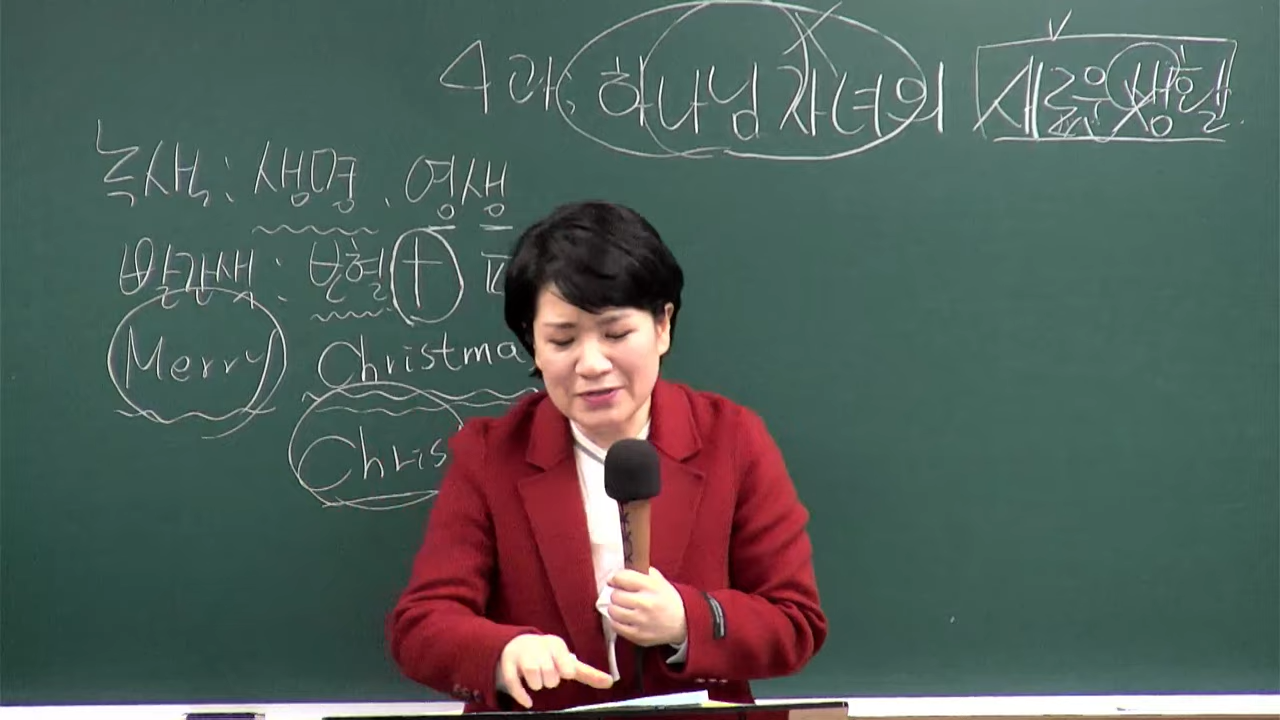 4과, 하나님 자녀의 새로운 생활
녹색: 생명, 영생
빨간색: 보혈
Merry Christma
Chris